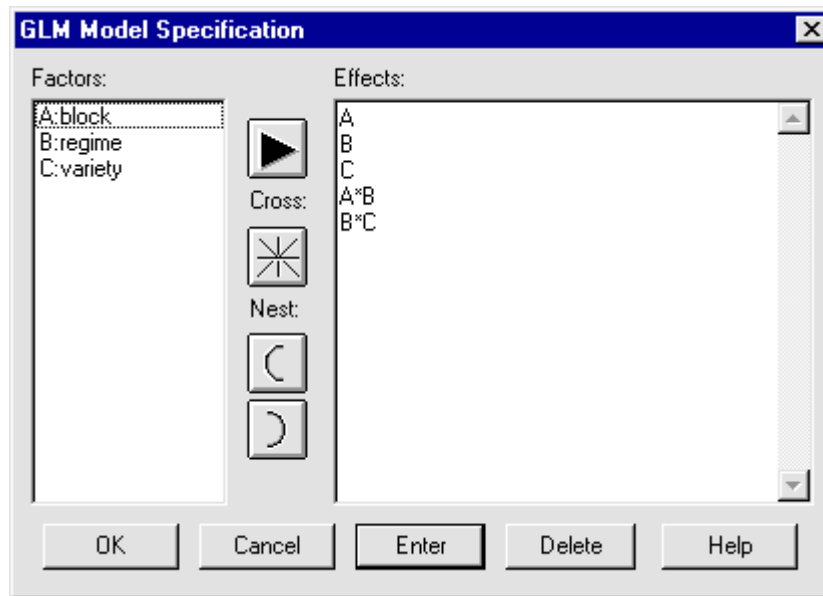 GLM Model Specification
Factors:
A:block
B:regime
C:variety
Cross:
Nest:
Effects:
A
B
C
A*B
B*C
OK
Cancel
Enter
Delete
Help